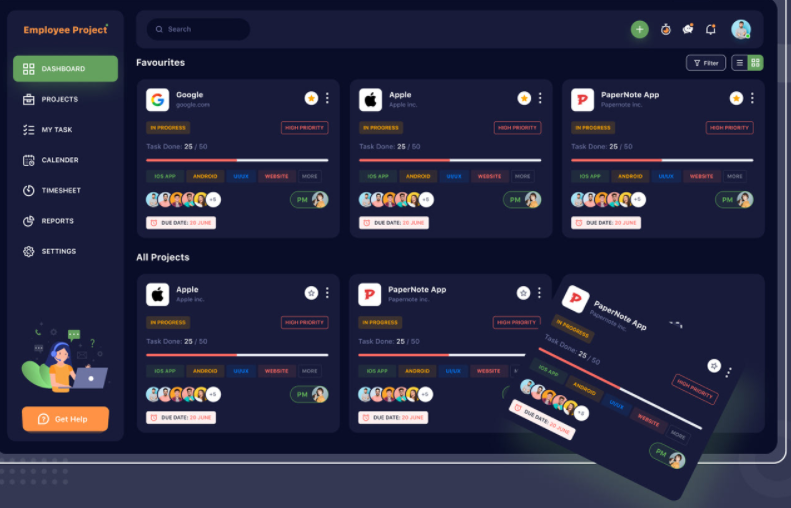 Employee Project
Search
DASHBOARD
PROJECTS
MY TASK
CALENDER
TIMESHEET
REPORTS
SETTINGS
Get Help
Favourites
Filter
Google
google.com
IN PROGRESS
HIGH PRIORITY
Task Done: 25 / 50
IOS APP ANDROID UI/UX WEBSITE MORE
+5
PM
DUE DATE: 20 JUNE
Apple
Apple Inc.
IN PROGRESS
HIGH PRIORITY
Task Done: 25 / 50
IOS APP ANDROID UI/UX WEBSITE MORE
+5
PM
DUE DATE: 20 JUNE
PaperNote App
Papernote inc.
IN PROGRESS
HIGH PRIORITY
Task Done: 25 / 50
IOS APP ANDROID UI/UX WEBSITE MORE
+5
PM
DUE DATE: 20 JUNE
All Projects
Apple
Apple inc.
IN PROGRESS
HIGH PRIORITY
Task Done: 25 / 50
IOS APP ANDROID UI/UX WEBSITE MORE
+5
PM
DUE DATE: 20 JUNE
PaperNote App
Papernote inc.
IN PROGRESS
HIGH PRIORITY
Task Done: 25 / 50
IOS APP ANDROID UI/UX WEBSITE
+5
DUE DATE: 20 JUNE
PaperNote App
Papernote inc.
IN PROGRESS
HIGH PRIORITY
Task Done: 25 / 50
IOS APP ANDROID UI/UX WEBSITE MORE
+5
PM
DUE DATE: 20 JUNE